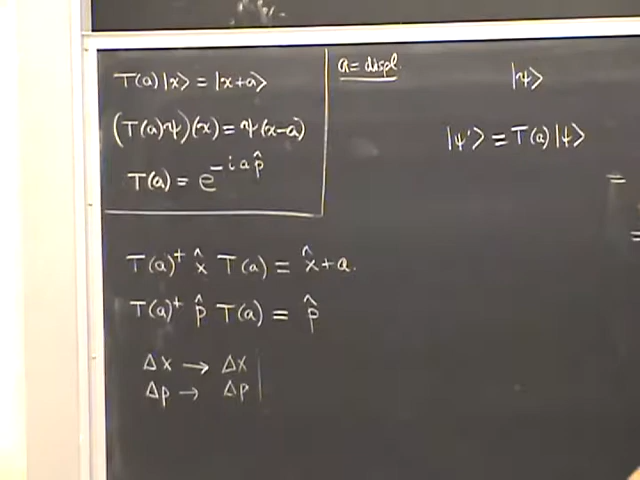 T(a)|x⟩ = |x+a⟩
(T(a)ψ)(x) = ψ(x-a)
T(a) = e^{-iap̂}
a = displ.
|ψ⟩
|ψ'⟩ = T(a)|ψ⟩
=
=
T(a)† x̂ T(a) = x̂+a.
T(a)† p̂ T(a) = p̂
Δx → Δx
Δp → Δp